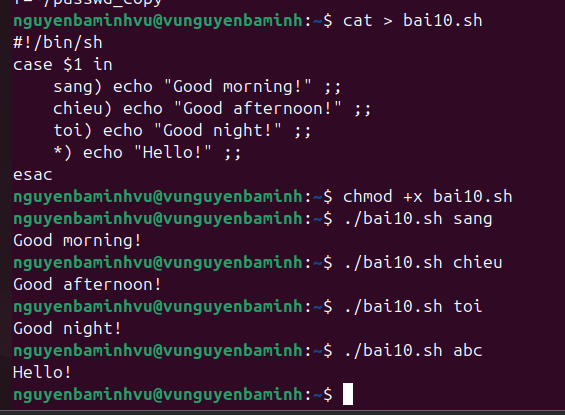 nguyenbaminhvu@vunguyenbaminh:~$ cat > bai10.sh
#!/bin/sh
case $1 in
    sang) echo "Good morning!" ;;
    chieu) echo "Good afternoon!" ;;
    toi) echo "Good night!" ;;
    *) echo "Hello!" ;;
esac
nguyenbaminhvu@vunguyenbaminh:~$ chmod +x bai10.sh
nguyenbaminhvu@vunguyenbaminh:~$ ./bai10.sh sang
Good morning!
nguyenbaminhvu@vunguyenbaminh:~$ ./bai10.sh chieu
Good afternoon!
nguyenbaminhvu@vunguyenbaminh:~$ ./bai10.sh toi
Good night!
nguyenbaminhvu@vunguyenbaminh:~$ ./bai10.sh abc
Hello!
nguyenbaminhvu@vunguyenbaminh:~$